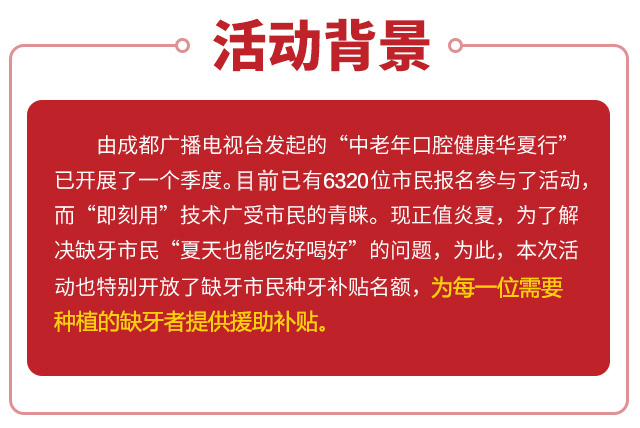 活动背景
由成都广播电视台发起的“中老年口腔健康华夏行”
已开展了一个季度。目前已有6320位市民报名参与了活动，
而“即刻用”技术广受市民的青睐。现正值炎夏，为了解
决缺牙市民“夏天也能吃好喝好”的问题，为此，本次活
动也特别开放了缺牙市民种牙补贴名额，为每一位需要
种植的缺牙者提供援助补贴。